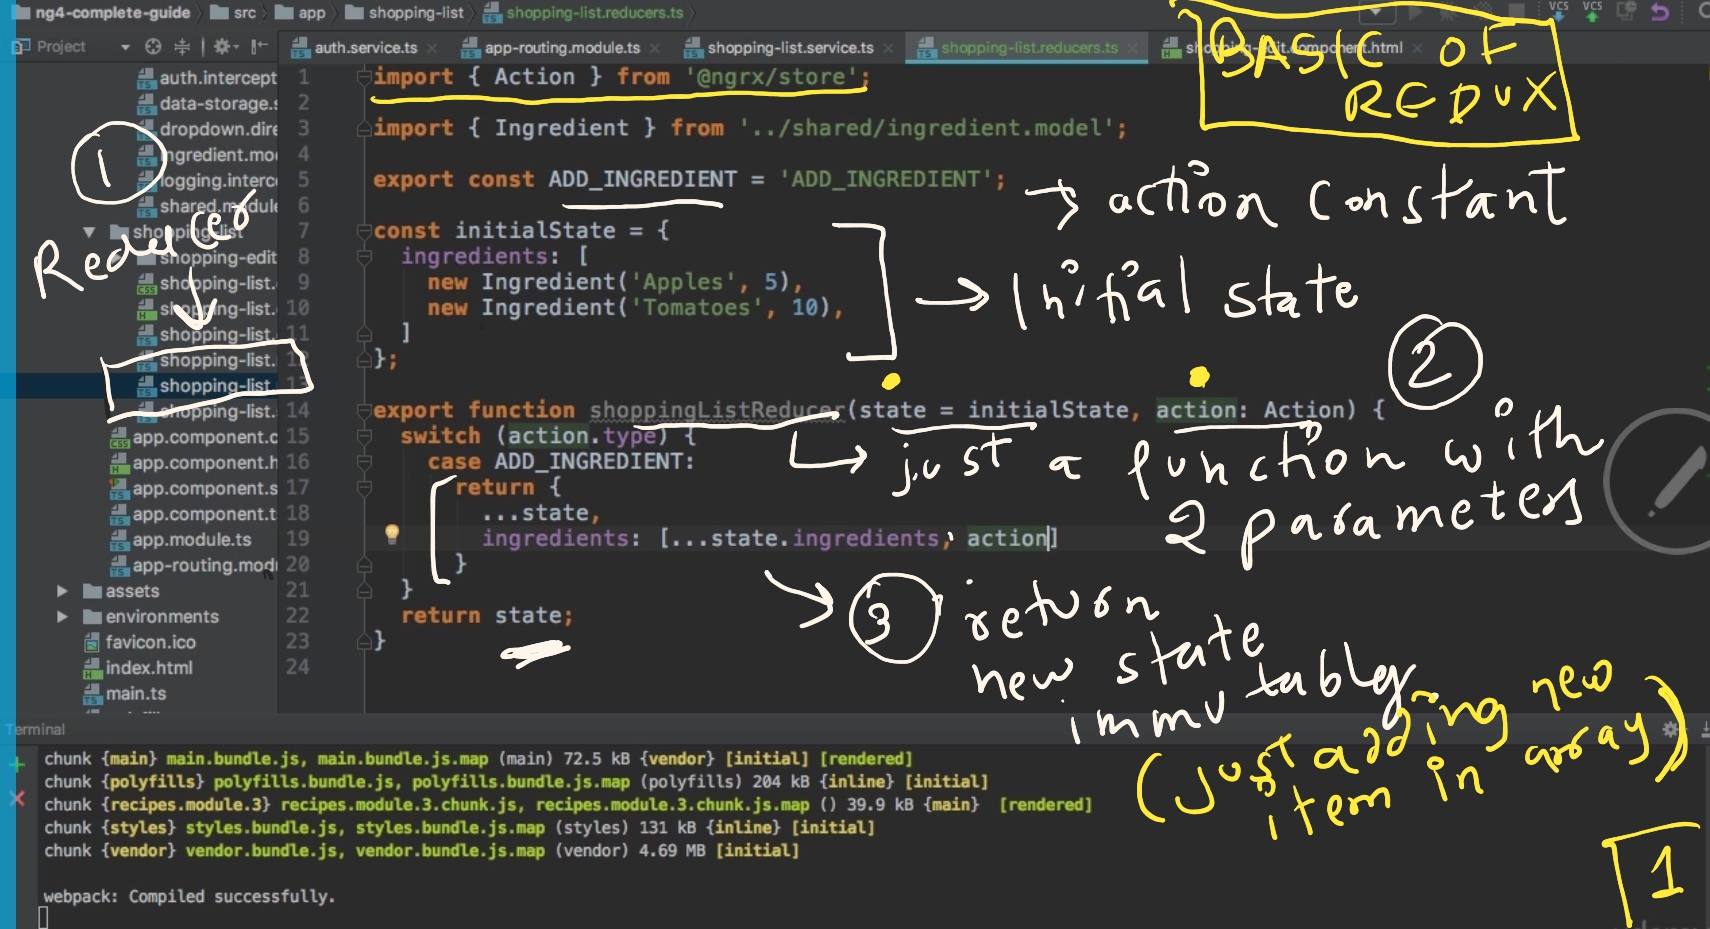 ng4-complete-guide src app shopping-list shopping-list.reducers.ts
VCS VCS
Project
auth.service.ts app-routing.module.ts shopping-list.service.ts shopping-list.reducers.ts
BASIC OF
REDUX
auth.intercept
data-storage.s
dropdown.dire
ngredient.mo
logging.interc
shared.module
shopping-list
shopping-edit
shopping-list.
shopping-list.
shopping-list.
shopping-list.
shopping-list
shopping-list.
app.component.c
app.component.h
app.component.s
app.component.t
app.module.ts
app-routing.mod
assets
environments
favicon.ico
index.html
main.ts
1
Reducer
1 import { Action } from '@ngrx/store';
2
3 import { Ingredient } from '../shared/ingredient.model';
4
5 export const ADD_INGREDIENT = 'ADD_INGREDIENT';
6
7 const initialState = {
8 ingredients: [
9 new Ingredient('Apples', 5),
10 new Ingredient('Tomatoes', 10),
11 ]
12 };
13
14 export function shoppingListReducer(state = initialState, action: Action) {
15 switch (action.type) {
16 case ADD_INGREDIENT:
17 return {
18 ...state,
19 ingredients: [...state.ingredients, action]
20 }
21 }
22 return state;
23 }
24
→ action constant
→ Initial state
2
just a function with
2 parameters
3 return
new state
immutably
(just adding new
item in array)
Terminal
chunk {main} main.bundle.js, main.bundle.js.map (main) 72.5 kB {vendor} [initial] [rendered]
chunk {polyfills} polyfills.bundle.js, polyfills.bundle.js.map (polyfills) 204 kB {inline} [initial]
chunk {recipes.module.3} recipes.module.3.chunk.js, recipes.module.3.chunk.js.map () 39.9 kB {main} [rendered]
chunk {styles} styles.bundle.js, styles.bundle.js.map (styles) 131 kB {inline} [initial]
chunk {vendor} vendor.bundle.js, vendor.bundle.js.map (vendor) 4.69 MB [initial]
webpack: Compiled successfully.
1